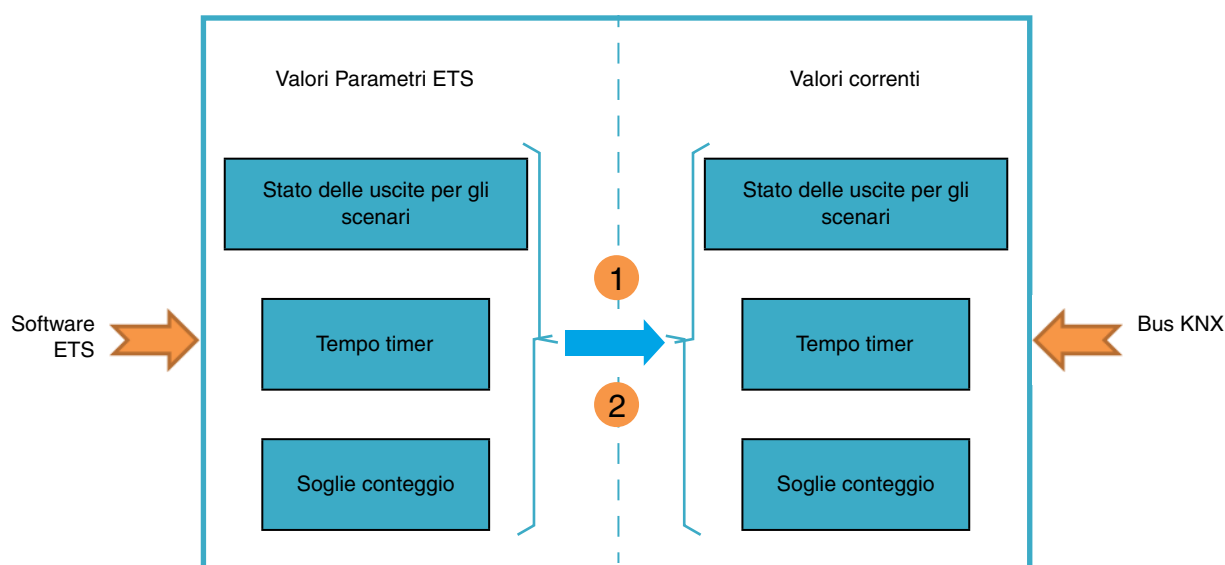 Valori Parametri ETS
Valori correnti
Stato delle uscite per gli
scenari
Stato delle uscite per gli
scenari
1
Software
ETS
Tempo timer
Tempo timer
Bus KNX
2
Soglie conteggio
Soglie conteggio